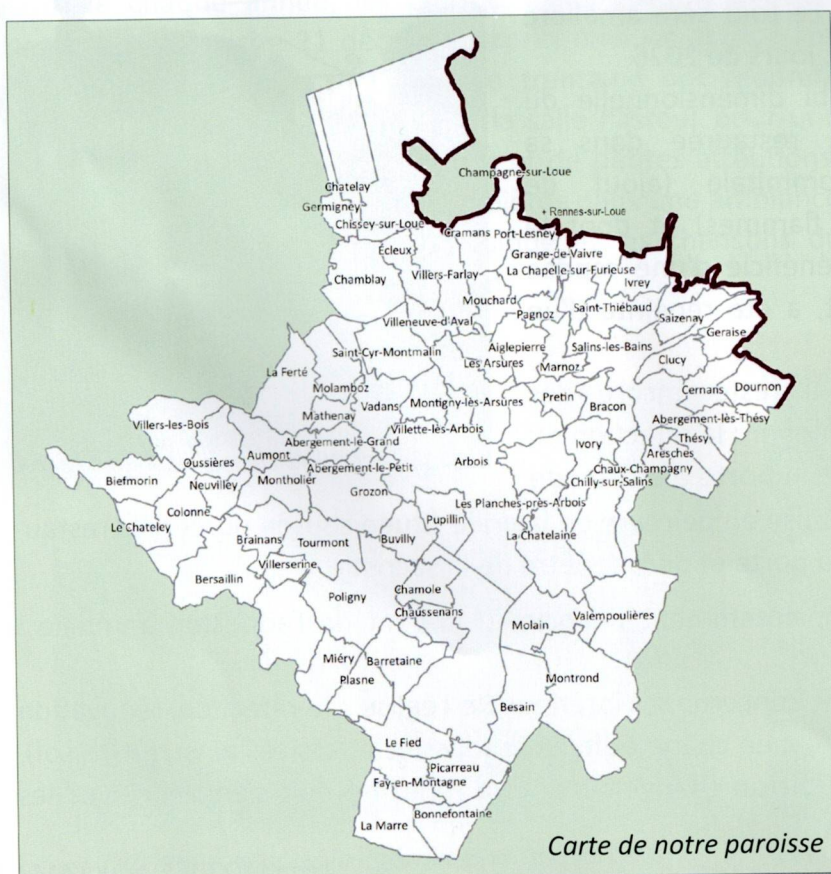 Champagne-sur-Loue
Chatelay
Germigney
+ Rennes-sur-Loue
Chissey-sur-Loue
Cramans Port-Lesney
Écleux
Grange-de-Vaivre
Villers-Farlay
La Chapelle-sur-Furieuse
Chamblay
Ivrey
Mouchard
Saint-Thiébaud
Pagnoz
Saizenay
Villeneuve-d'Aval
Geraise
Saint-Cyr-Montmalin
Aiglepierre
Salins-les-Bains
Les Arsures
Clucy
Marnoz
La Ferté
Molamboz
Cernans
Dournon
Vadans
Montigny-lès-Arsures
Pretin
Bracon
Mathenay
Abergement-lès-Thésy
Villers-les-Bois
Villette-lès-Arbois
Thésy
Abergement-le-Grand
Ivory
Aumont
Aresches
Oussières
Arbois
Abergement-le-Petit
Chaux-Champagny
Biefmorin
Neuvilley
Montholier
Chilly-sur-Salins
Grozon
Les Planches-près-Arbois
Colonne
Pupillin
Le Chateley
La Chatelaine
Brainans
Tourmont
Buvilly
Villerserine
Bersaillin
Chamole
Poligny
Chaussenans
Valempoulières
Molain
Miéry
Barretaine
Plasne
Montrond
Besain
Le Fied
Picarreau
Fay-en-Montagne
Bonnefontaine
La Marre
Carte de notre paroisse